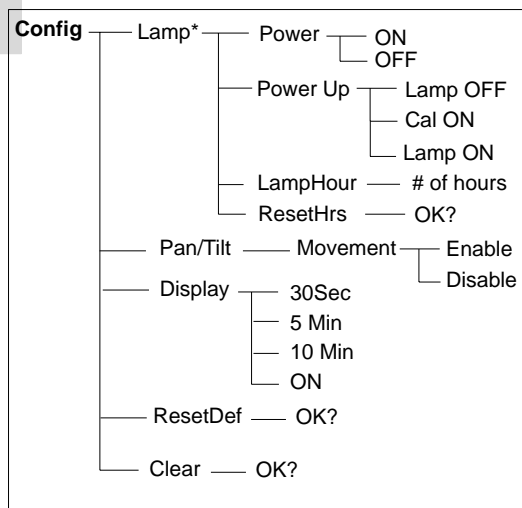 Config Lamp* Power ON
OFF
Power Up Lamp OFF
Cal ON
Lamp ON
LampHour # of hours
ResetHrs OK?
Pan/Tilt Movement Enable
Disable
Display 30Sec
5 Min
10 Min
ON
ResetDef OK?
Clear OK?